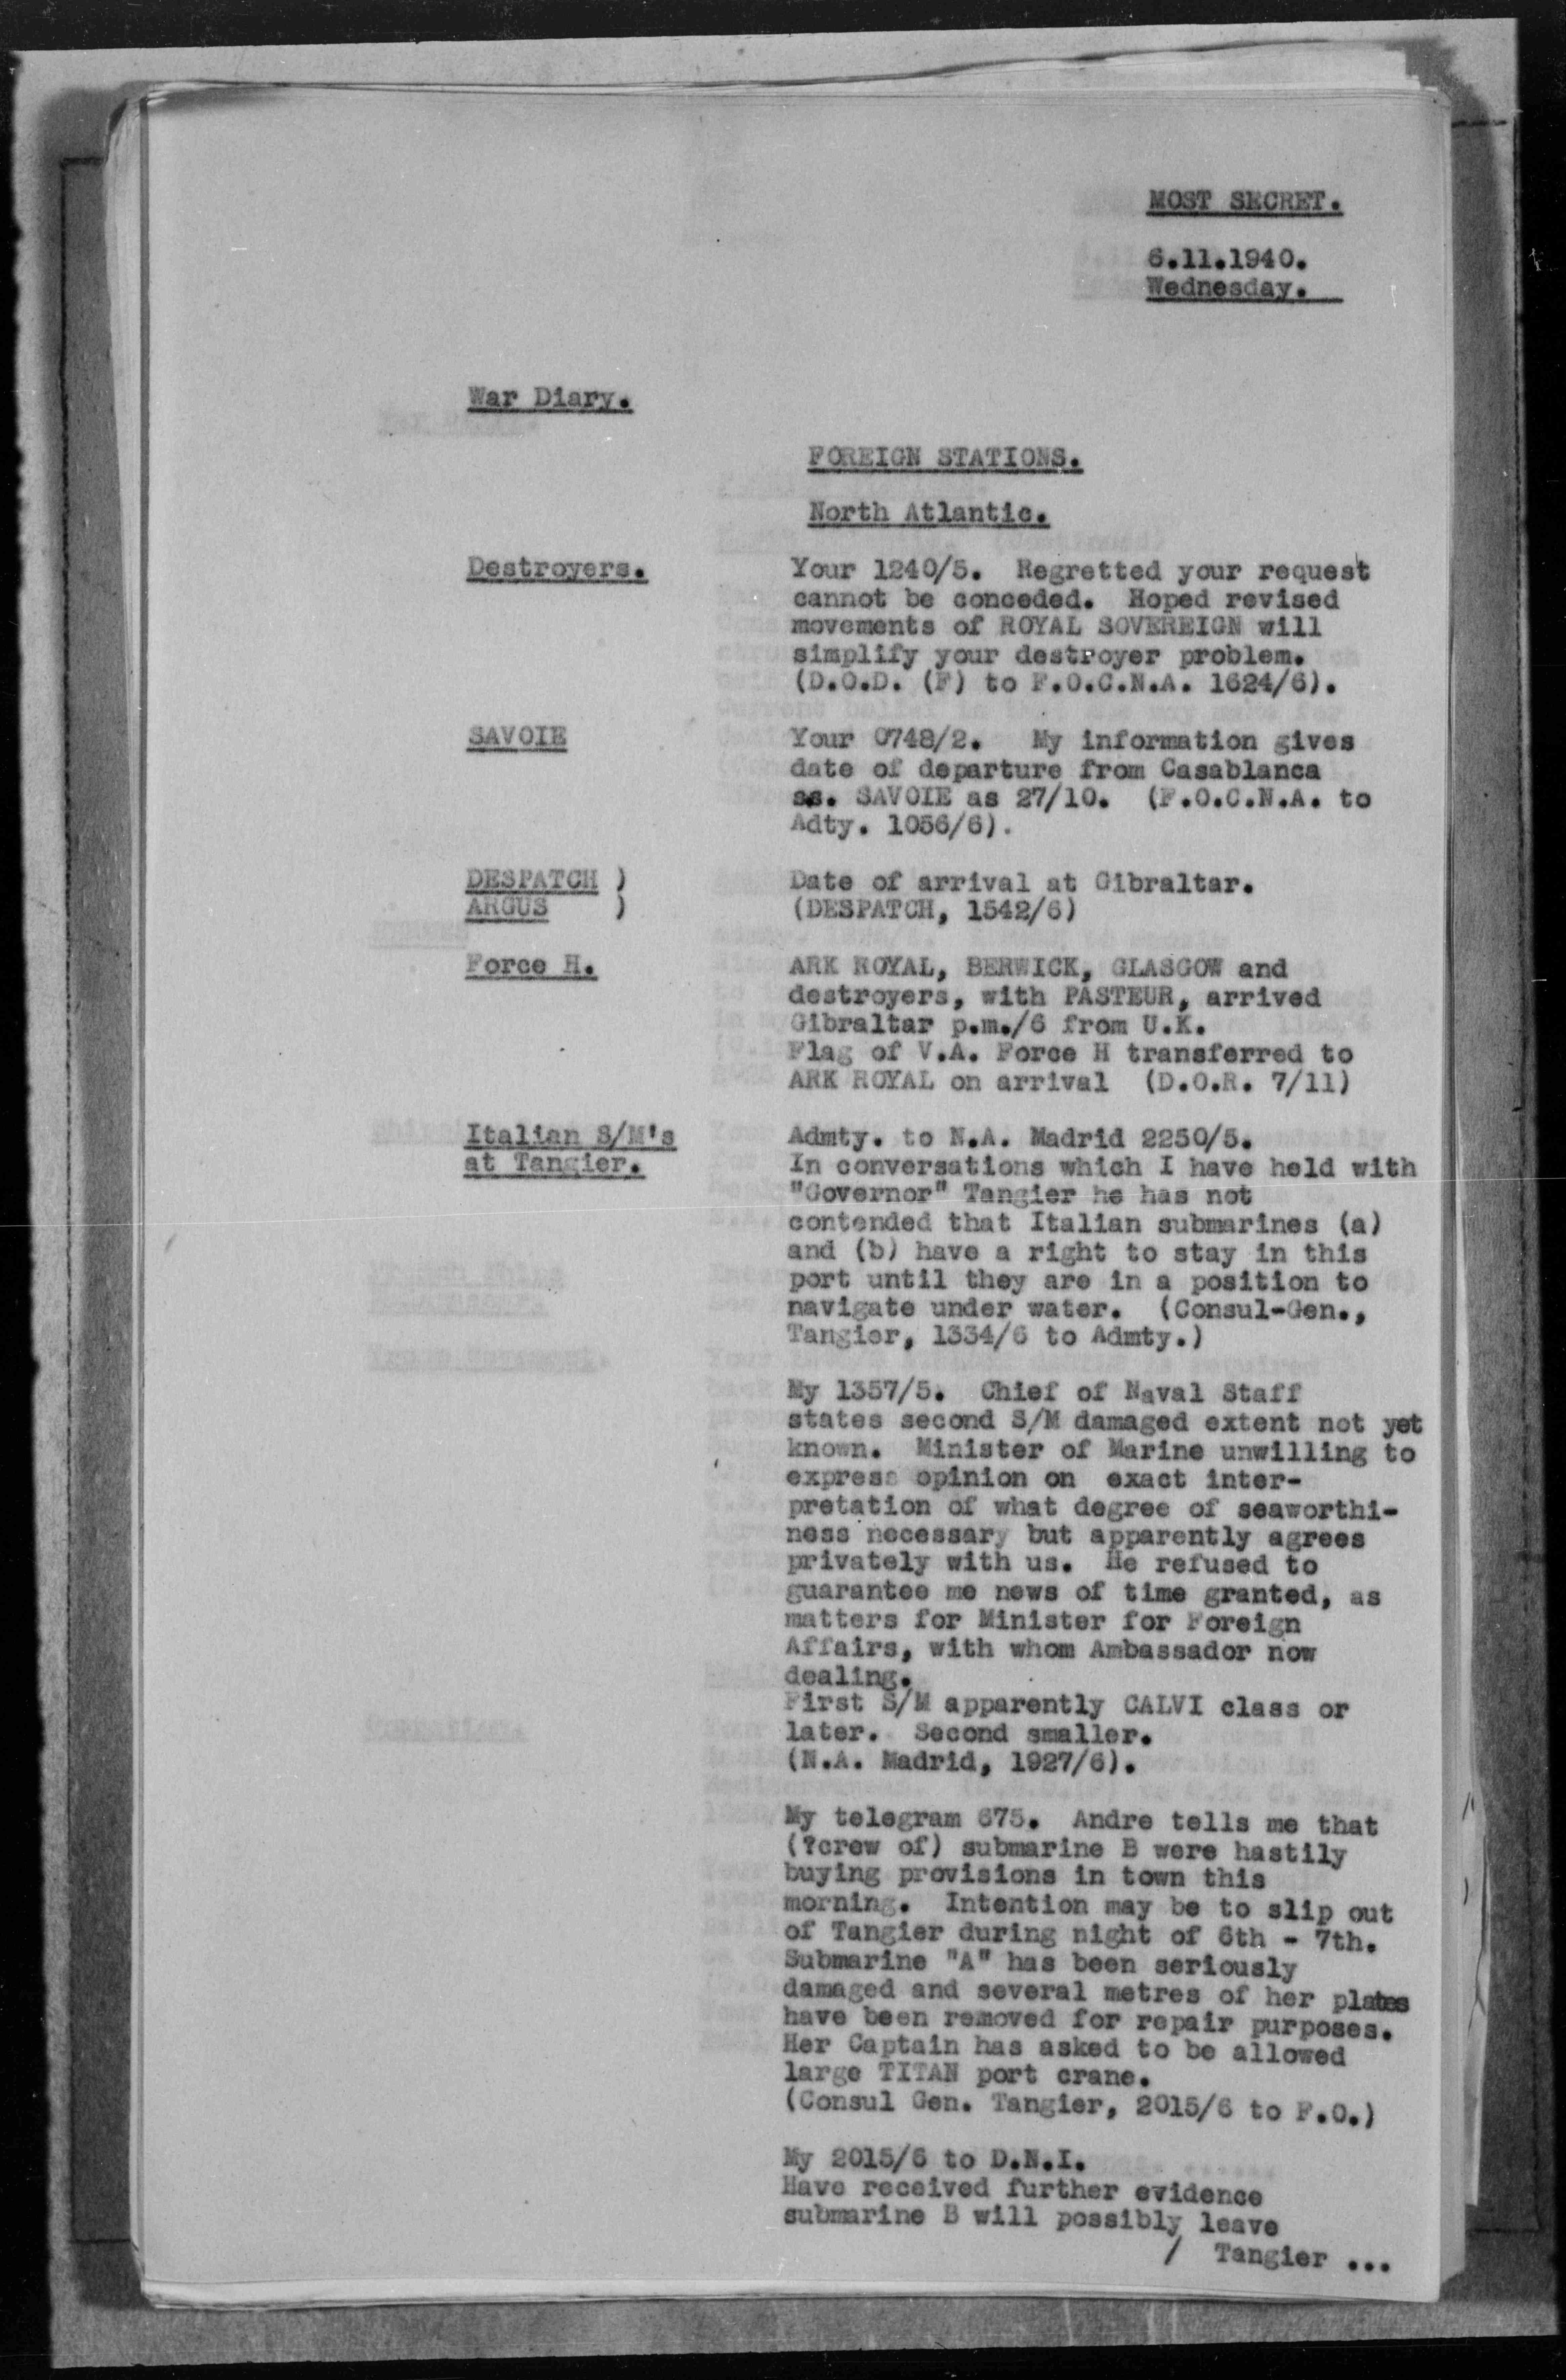 MOST SECRET.
6.11.1940.
Wednesday.
War Diary.
FOREIGN STATIONS.
North Atlantic.
Destroyers.
Your 1240/5. Regretted your request
cannot be conceded. Hoped revised
movements of ROYAL SOVEREIGN will
simplify your destroyer problem.
(D.O.D. (F) to F.O.C.N.A. 1624/6).
SAVOIE
Your 0748/2. My information gives
date of departure from Casablanca
ss. SAVOIE as 27/10. (F.O.C.N.A. to
Adty. 1056/6).
DESPATCH )
ARGUS )
Date of arrival at Gibraltar.
(DESPATCH, 1542/6)
Force H.
ARK ROYAL, BERWICK, GLASGOW and
destroyers, with PASTEUR, arrived
Gibraltar p.m./6 from U.K.
Flag of V.A. Force H transferred to
ARK ROYAL on arrival (D.O.R. 7/11)
Italian S/M's
at Tangier.
Admty. to N.A. Madrid 2250/5.
In conversations which I have held with
"Governor" Tangier he has not
contended that Italian submarines (a)
and (b) have a right to stay in this
port until they are in a position to
navigate under water. (Consul-Gen.,
Tangier, 1334/6 to Admty.)
My 1357/5. Chief of Naval Staff
states second S/M damaged extent not yet
known. Minister of Marine unwilling to
express opinion on exact inter-
pretation of what degree of seaworthi-
ness necessary but apparently agrees
privately with us. He refused to
guarantee me news of time granted, as
matters for Minister for Foreign
Affairs, with whom Ambassador now
dealing.
First S/M apparently CALVI class or
later. Second smaller.
(N.A. Madrid, 1927/6).
My telegram 675. Andre tells me that
(?crew of) submarine B were hastily
buying provisions in town this
morning. Intention may be to slip out
of Tangier during night of 6th - 7th.
Submarine "A" has been seriously
damaged and several metres of her plates
have been removed for repair purposes.
Her Captain has asked to be allowed
large TITAN port crane.
(Consul Gen. Tangier, 2015/6 to F.O.)
My 2015/6 to D.N.I.
Have received further evidence
submarine B will possibly leave
/ Tangier ...